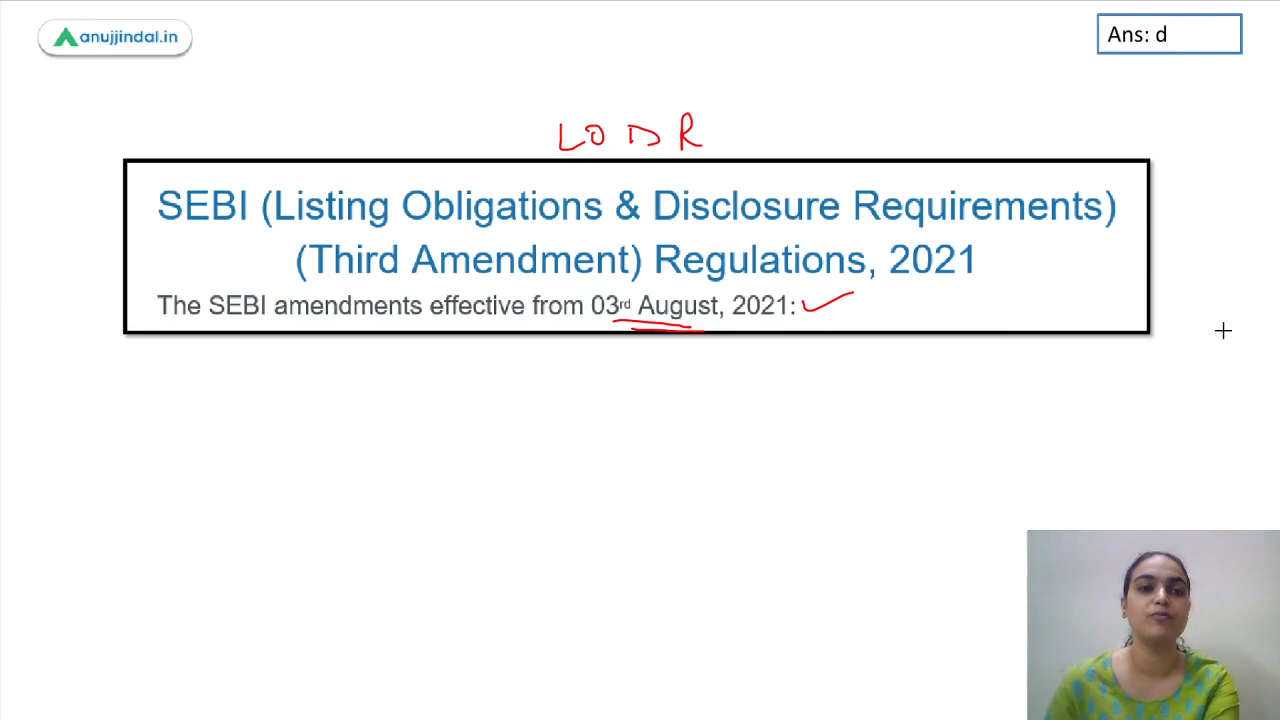 anujjindal.in
Ans: d
LODR
SEBI (Listing Obligations & Disclosure Requirements)
(Third Amendment) Regulations, 2021
The SEBI amendments effective from 03rd August, 2021: